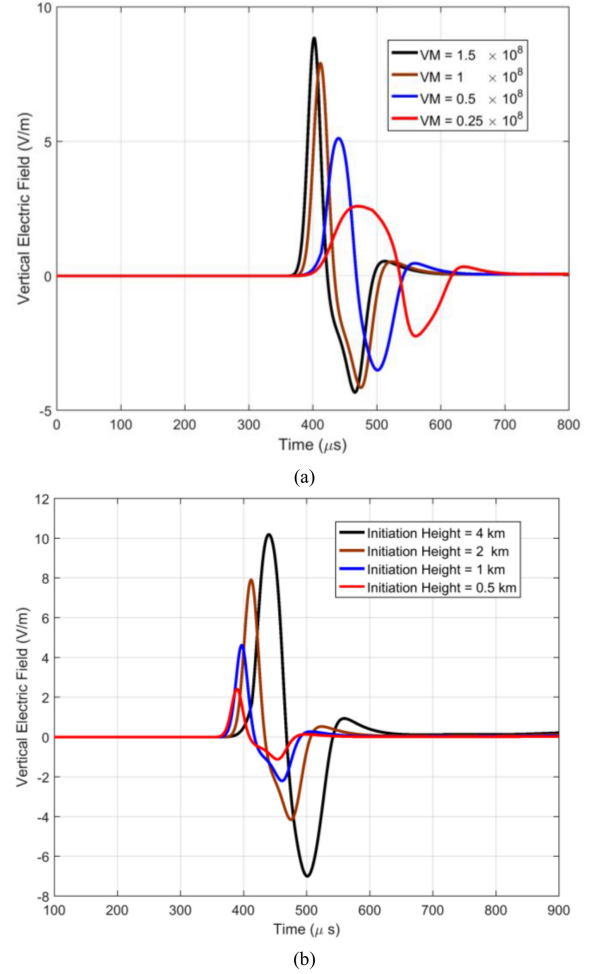 10
5
0
-5
Vertical Electric Field (V/m)
VM = 1.5 × 10^8
VM = 1 × 10^8
VM = 0.5 × 10^8
VM = 0.25 × 10^8
0 100 200 300 400 500 600 700 800
Time (μs)
(a)
12
10
8
6
4
2
0
-2
-4
-6
-8
Vertical Electric Field (V/m)
Initiation Height = 4 km
Initiation Height = 2 km
Initiation Height = 1 km
Initiation Height = 0.5 km
100 200 300 400 500 600 700 800 900
Time (μ s)
(b)